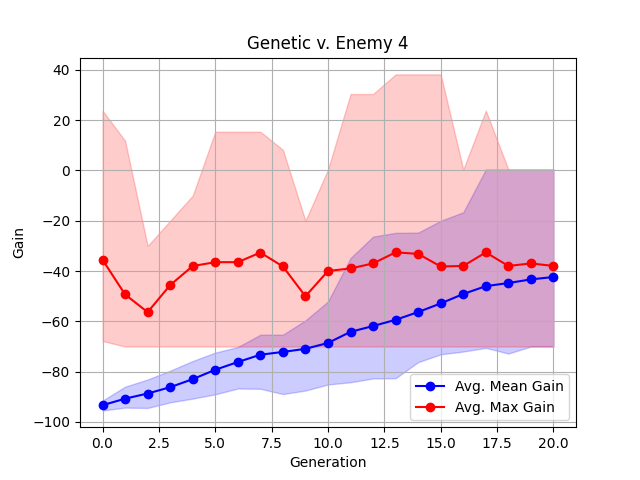 Genetic v. Enemy 4
40
20
0
−20
−40
−60
−80
−100
Gain
0.0 2.5 5.0 7.5 10.0 12.5 15.0 17.5 20.0
Generation
Avg. Mean Gain
Avg. Max Gain